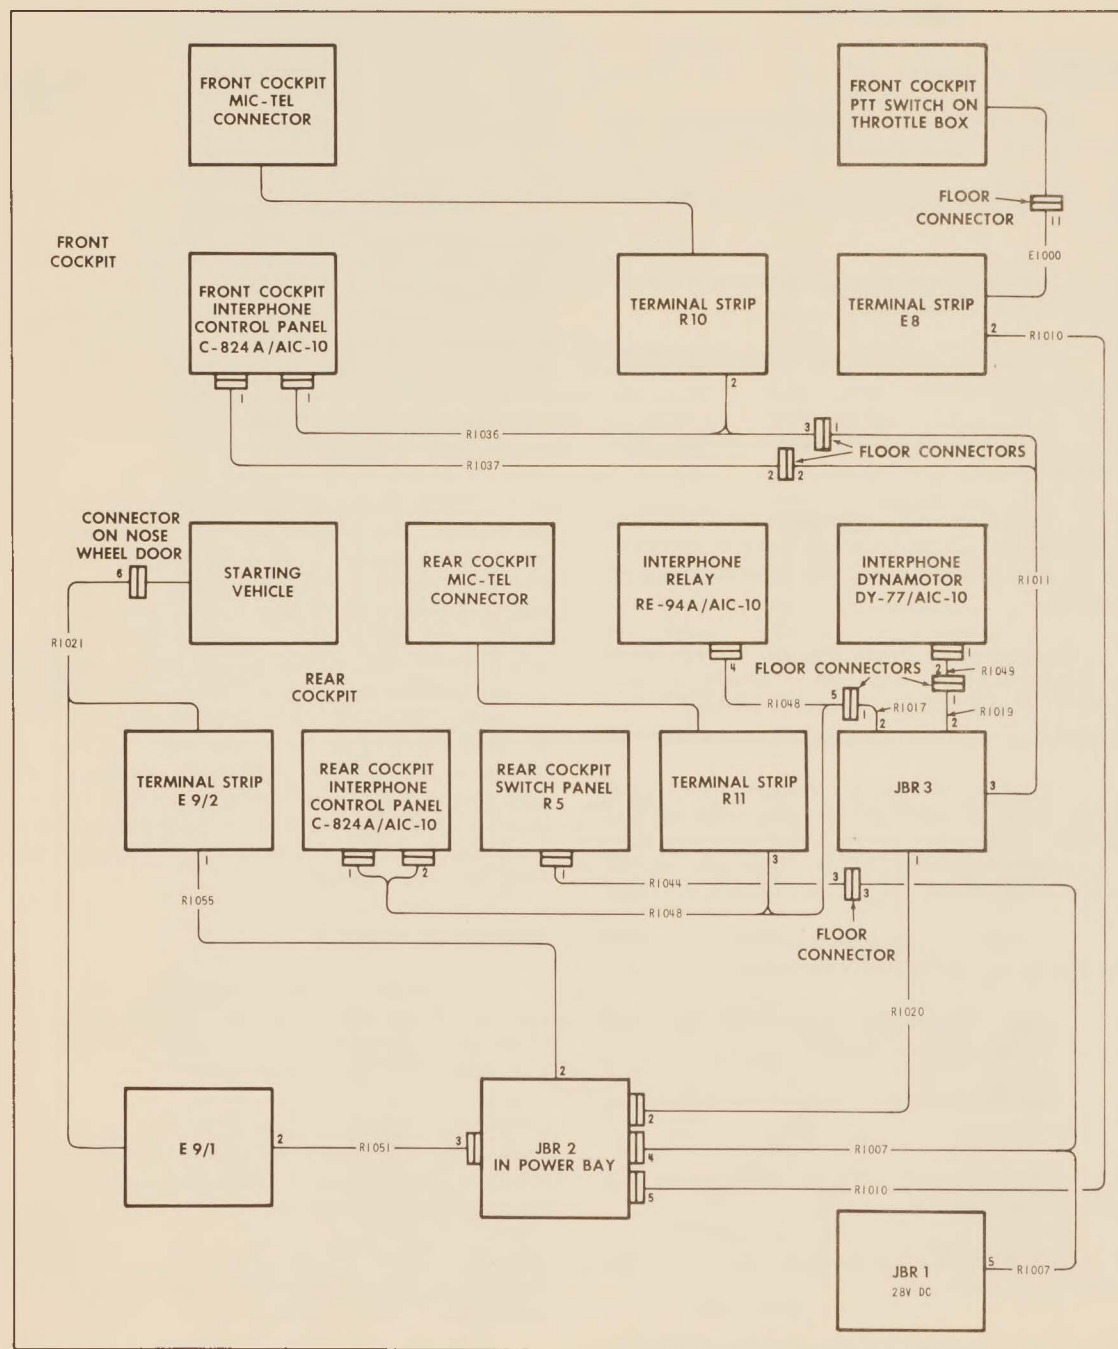 FRONT COCKPIT
MIC-TEL
CONNECTOR
FRONT COCKPIT
PTT SWITCH ON
THROTTLE BOX
FLOOR
CONNECTOR
11
E1000
FRONT
COCKPIT
FRONT COCKPIT
INTERPHONE
CONTROL PANEL
C-824A/AIC-10
1
1
TERMINAL STRIP
R10
2
TERMINAL STRIP
E8
2
R1010
R1036
3
1
R1037
2
2
FLOOR CONNECTORS
CONNECTOR
ON NOSE
WHEEL DOOR
6
STARTING
VEHICLE
REAR COCKPIT
MIC-TEL
CONNECTOR
INTERPHONE
RELAY
RE-94A/AIC-10
4
INTERPHONE
DYNAMOTOR
DY-77/AIC-10
1
R1011
R1021
FLOOR CONNECTORS
2
R1049
1
REAR
COCKPIT
R1048
5
1
R1017
2
R1019
2
TERMINAL STRIP
E 9/2
1
REAR COCKPIT
INTERPHONE
CONTROL PANEL
C-824A/AIC-10
1
2
REAR COCKPIT
SWITCH PANEL
R5
1
TERMINAL STRIP
R11
3
JBR 3
3
1
R1055
R1044
3
3
R1048
FLOOR
CONNECTOR
R1020
E 9/1
2
R1051
3
2
JBR 2
IN POWER BAY
2
4
R1007
5
R1010
JBR 1
28V DC
5
R1007